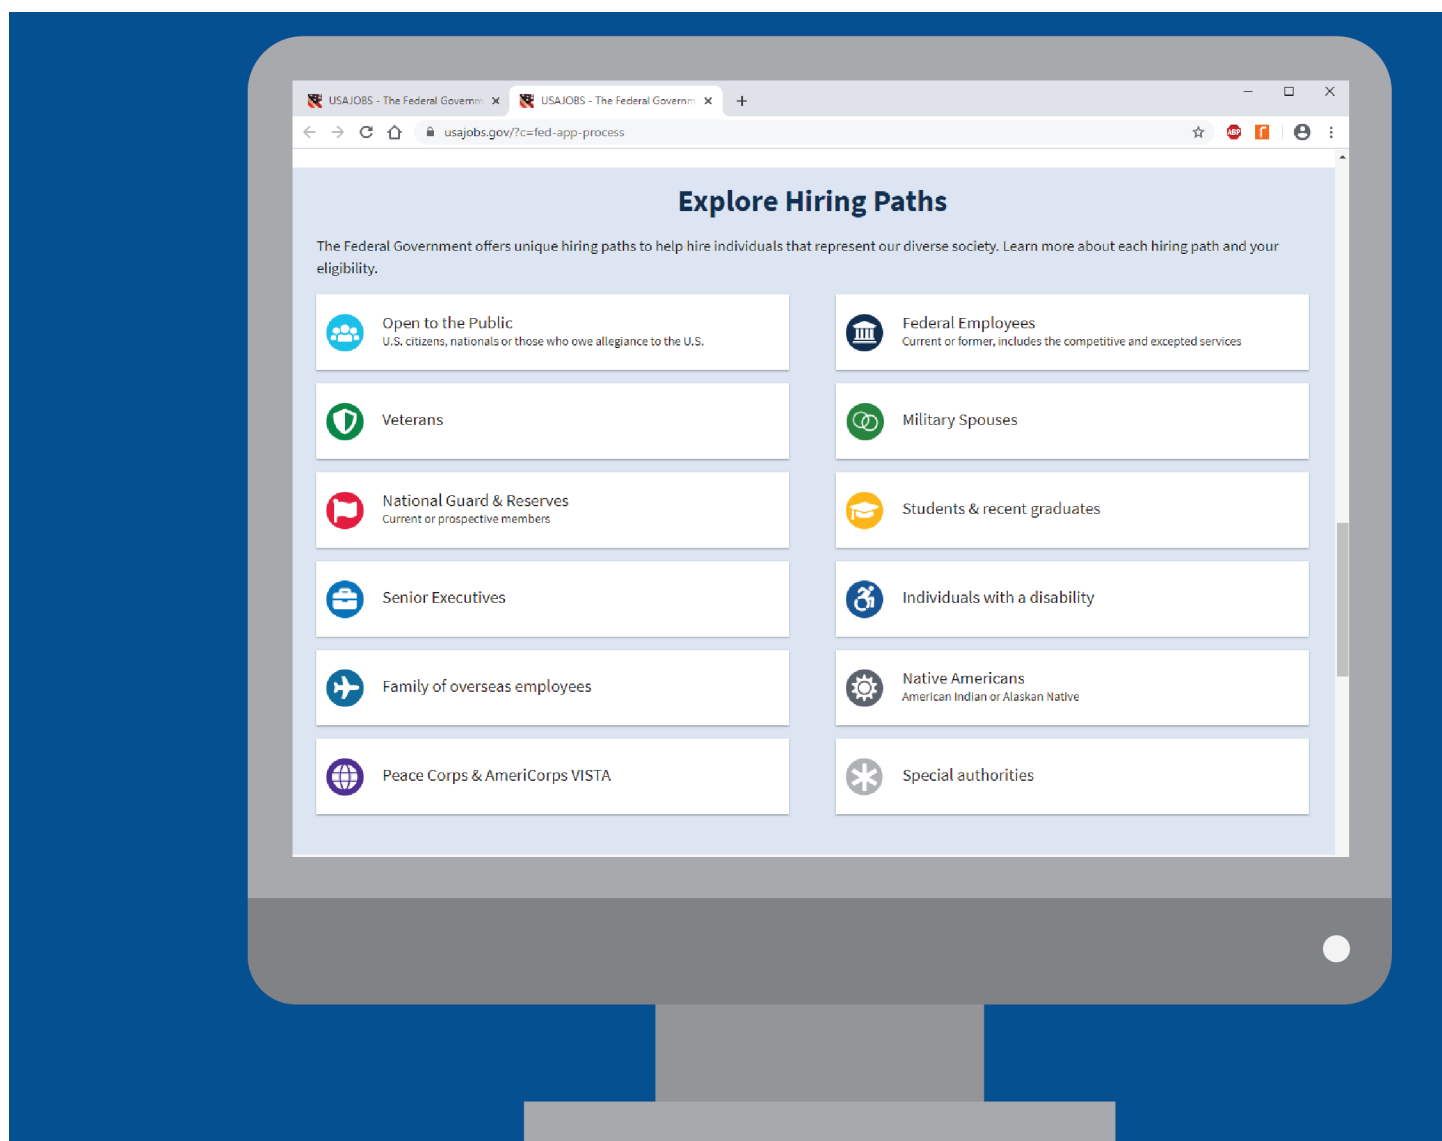 USAJOBS - The Federal Governm
USAJOBS - The Federal Governm
usajobs.gov/?c=fed-app-process
ABP
Explore Hiring Paths
The Federal Government offers unique hiring paths to help hire individuals that represent our diverse society. Learn more about each hiring path and your
eligibility.
Open to the Public
U.S. citizens, nationals or those who owe allegiance to the U.S.
Federal Employees
Current or former, includes the competitive and excepted services
Veterans
Military Spouses
National Guard & Reserves
Current or prospective members
Students & recent graduates
Senior Executives
Individuals with a disability
Family of overseas employees
Native Americans
American Indian or Alaskan Native
Peace Corps & AmeriCorps VISTA
Special authorities